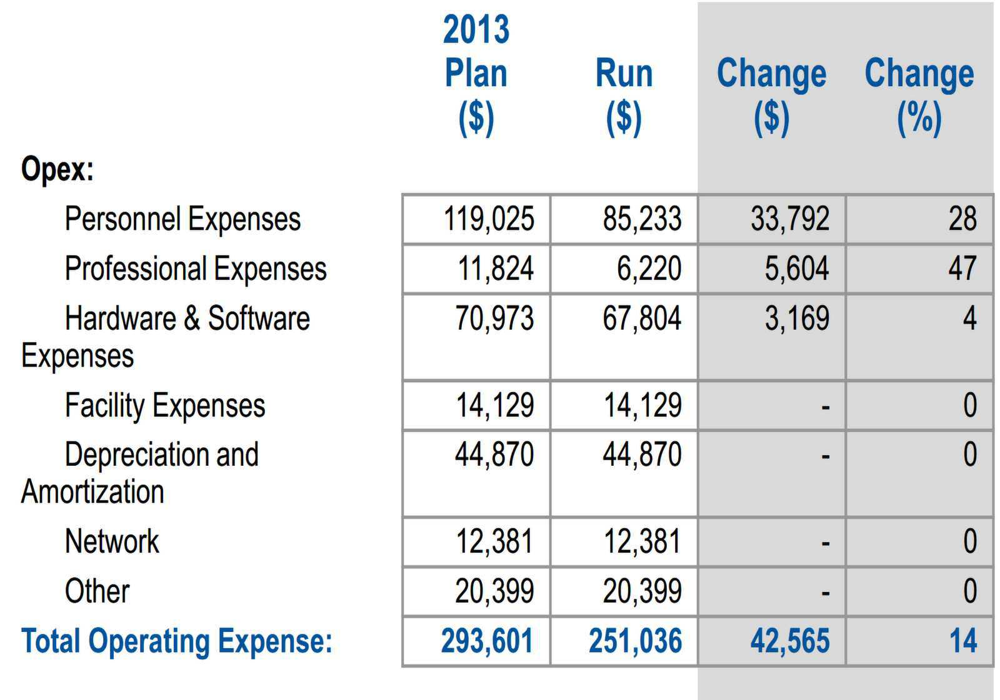 2013
Plan Run Change Change
($) ($) ($) (%)
Opex:
Personnel Expenses 119,025 85,233 33,792 28
Professional Expenses 11,824 6,220 5,604 47
Hardware & Software 70,973 67,804 3,169 4
Expenses
Facility Expenses 14,129 14,129 - 0
Depreciation and 44,870 44,870 - 0
Amortization
Network 12,381 12,381 - 0
Other 20,399 20,399 - 0
Total Operating Expense: 293,601 251,036 42,565 14